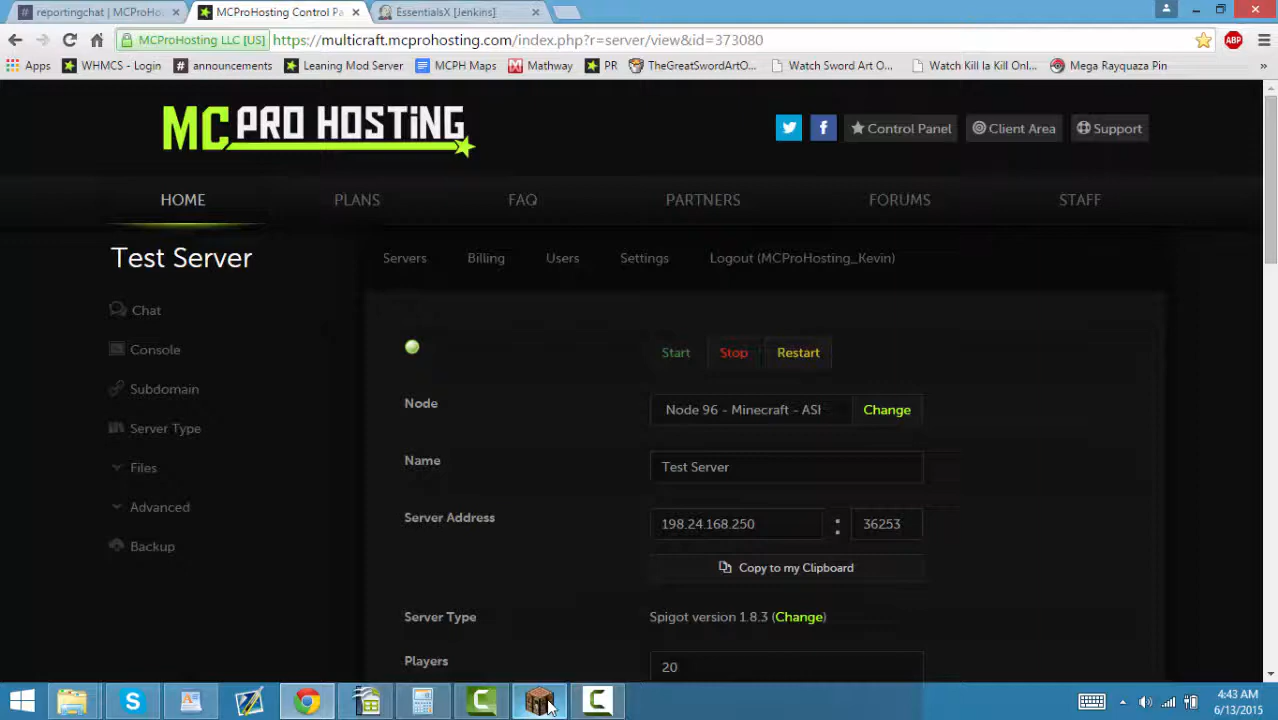 reportingchat | MCProHo
MCProHosting Control Pa
EssentialsX [Jenkins]
MCProHosting LLC [US]
https://multicraft.mcprohosting.com/index.php?r=server/view&id=373080
ABP
Apps
WHMCS - Login
announcements
Leaning Mod Server
MCPH Maps
Mathway
PR
TheGreatSwordArtO...
Watch Sword Art O...
Watch Kill la Kill Onl...
Mega Rayquaza Pin
»
MC PRO HOSTING
Control Panel
Client Area
Support
HOME
PLANS
FAQ
PARTNERS
FORUMS
STAFF
Test Server
Servers
Billing
Users
Settings
Logout (MCProHosting_Kevin)
Chat
Console
Subdomain
Server Type
Files
Advanced
Backup
Start
Stop
Restart
Node
Node 96 - Minecraft - ASI
Change
Name
Test Server
Server Address
198.24.168.250 : 36253
Copy to my Clipboard
Server Type
Spigot version 1.8.3 (Change)
Players
20
4:43 AM
6/13/2015